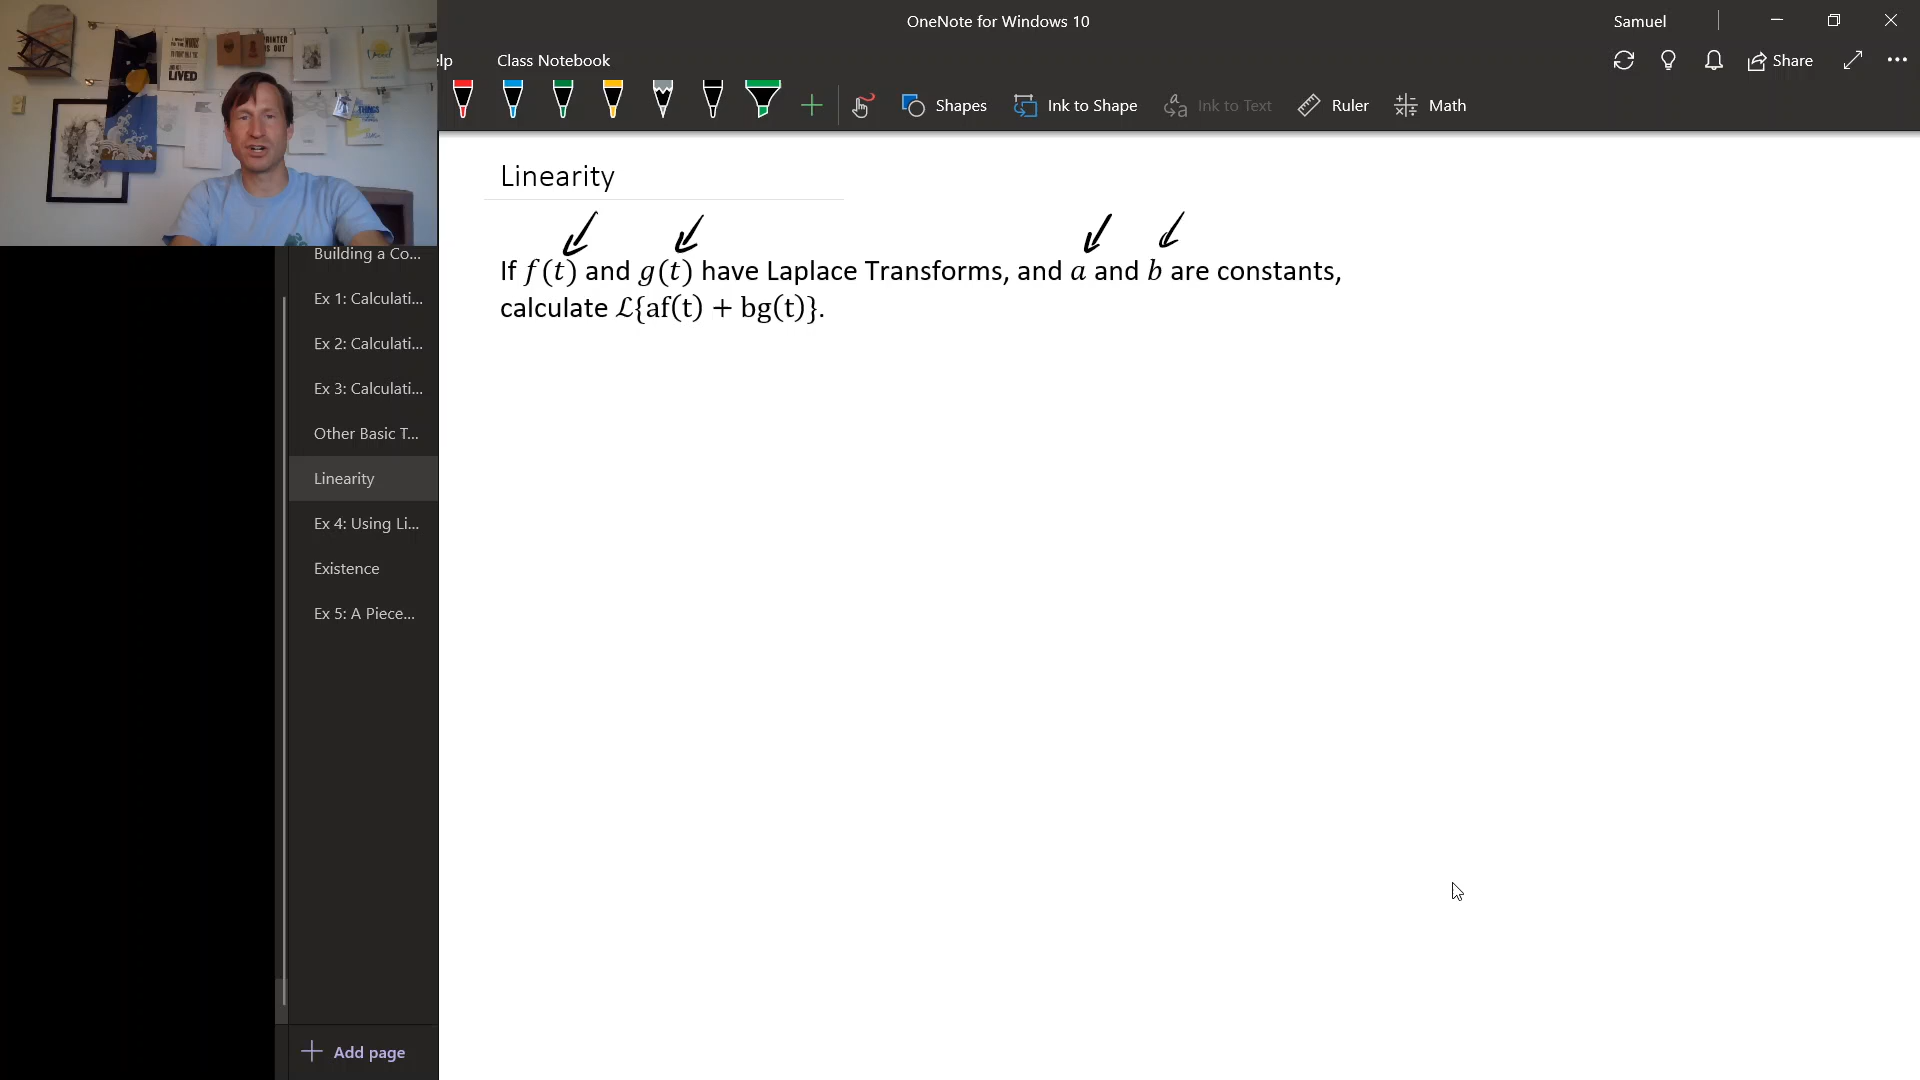 OneNote for Windows 10
Samuel
elp
Class Notebook
Share
Shapes
Ink to Shape
Ink to Text
Ruler
Math
LIVED
Linearity
If f(t) and g(t) have Laplace Transforms, and a and b are constants,
calculate ℒ{af(t) + bg(t)}.
Building a Co...
Ex 1: Calculati...
Ex 2: Calculati...
Ex 3: Calculati...
Other Basic T...
Linearity
Ex 4: Using Li...
Existence
Ex 5: A Piece...
Add page